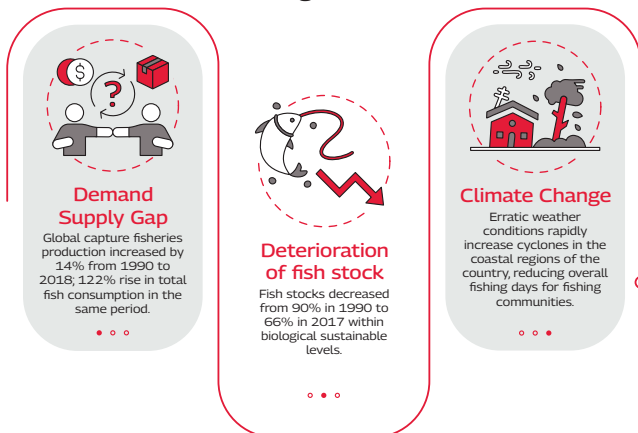 ?
$
Demand
Supply Gap
Global capture fisheries
production increased by
14% from 1990 to
2018; 122% rise in total
fish consumption in the
same period.
Deterioration
of fish stock
Fish stocks decreased
from 90% in 1990 to
66% in 2017 within
biological sustainable
levels.
Climate Change
Erratic weather
conditions rapidly
increase cyclones in the
coastal regions of the
country, reducing overall
fishing days for fishing
communities.